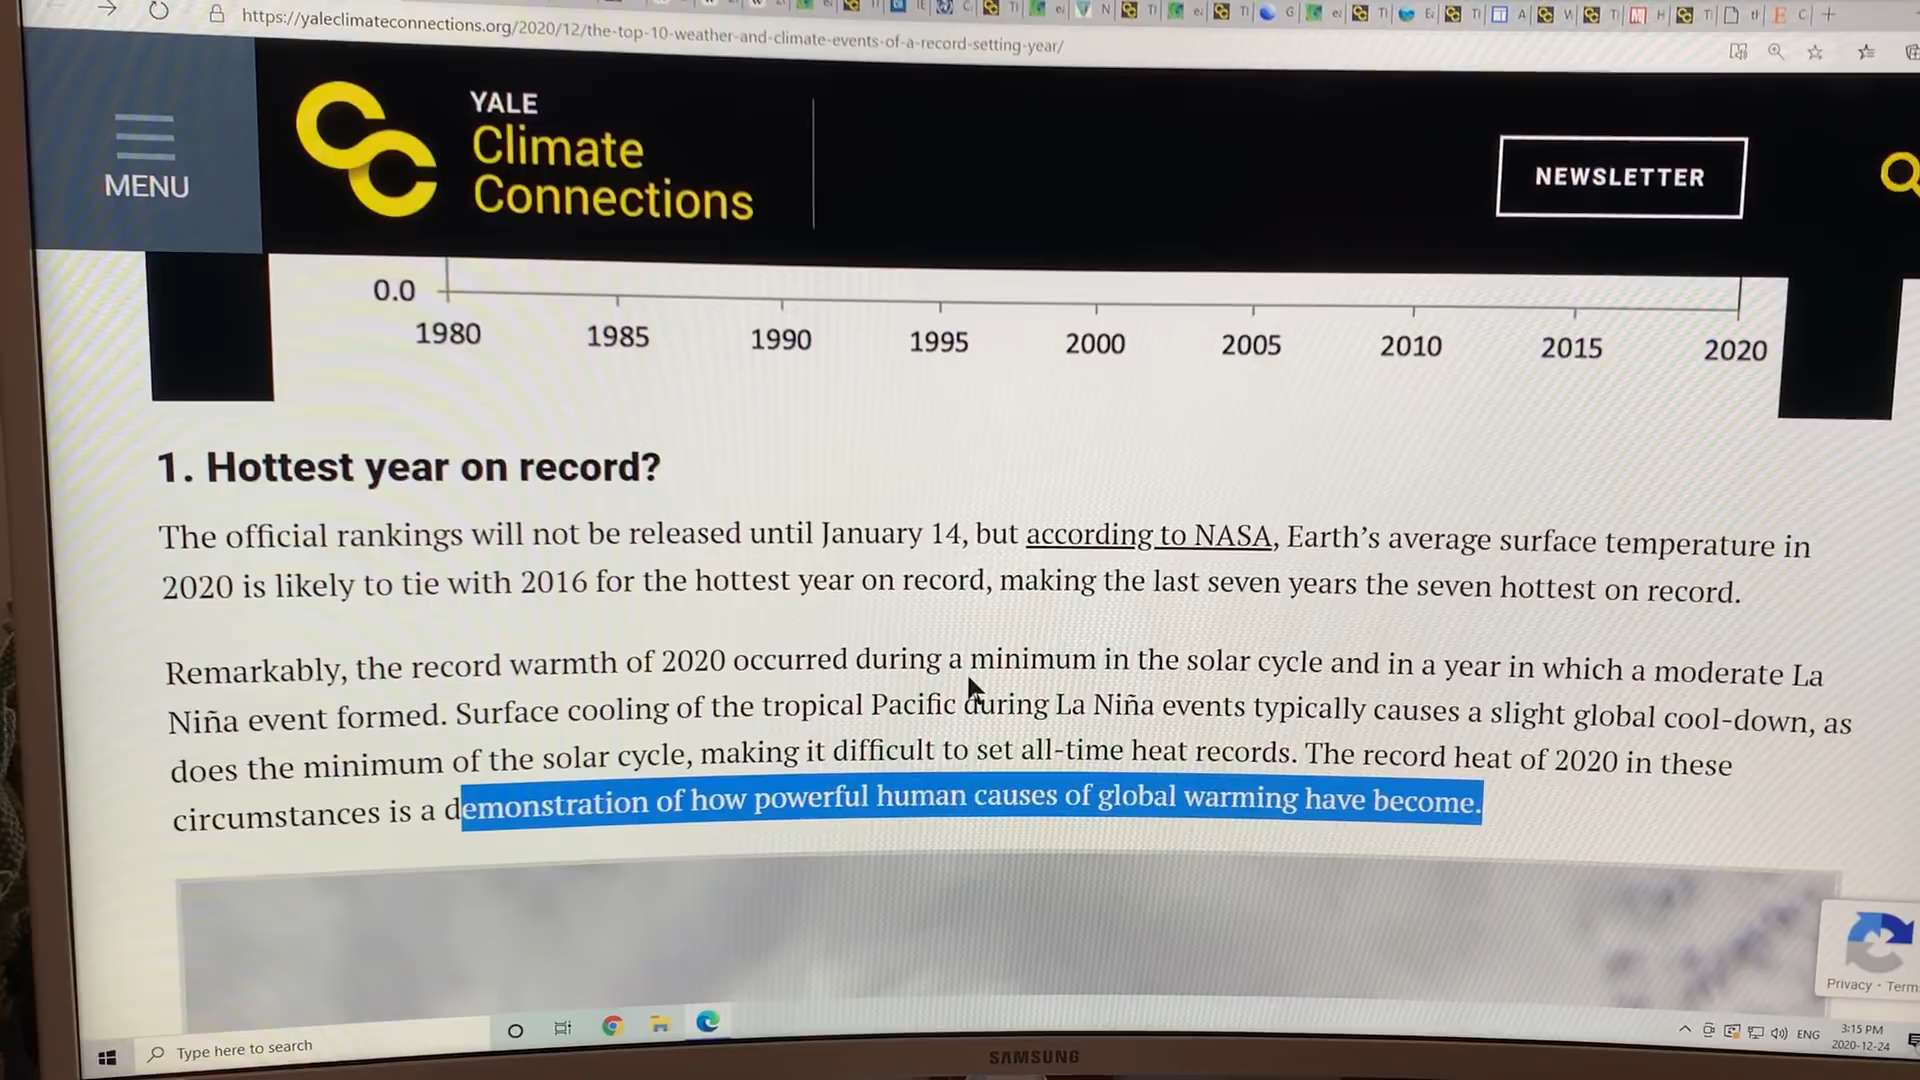 https://yaleclimateconnections.org/2020/12/the-top-10-weather-and-climate-events-of-a-record-setting-year/
MENU
YALE
Climate
Connections
NEWSLETTER
0.0
1980 1985 1990 1995 2000 2005 2010 2015 2020
1. Hottest year on record?
The official rankings will not be released until January 14, but according to NASA, Earth's average surface temperature in
2020 is likely to tie with 2016 for the hottest year on record, making the last seven years the seven hottest on record.
Remarkably, the record warmth of 2020 occurred during a minimum in the solar cycle and in a year in which a moderate La
Niña event formed. Surface cooling of the tropical Pacific during La Niña events typically causes a slight global cool-down, as
does the minimum of the solar cycle, making it difficult to set all-time heat records. The record heat of 2020 in these
circumstances is a demonstration of how powerful human causes of global warming have become.
Privacy - Term
Type here to search
ENG
3:15 PM
2020-12-24
SAMSUNG